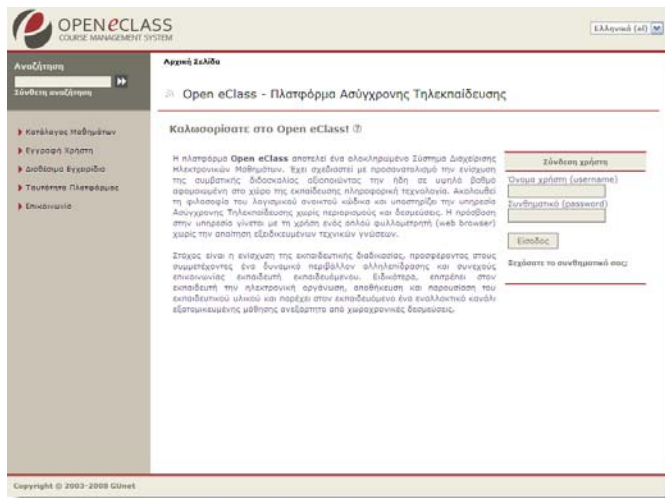 OPENeCLASS
COURSE MANAGEMENT SYSTEM
Ελληνικά (el)
Αναζήτηση
Σύνθετη αναζήτηση
Κατάλογος Μαθημάτων
Εγγραφή Χρήστη
Διαθέσιμα Εγχειρίδια
Ταυτότητα Πλατφόρμας
Επικοινωνία
Αρχική Σελίδα
Open eClass - Πλατφόρμα Ασύγχρονης Τηλεκπαίδευσης
Καλωσορίσατε στο Open eClass!
Η πλατφόρμα Open eClass αποτελεί ένα ολοκληρωμένο Σύστημα Διαχείρισης
Ηλεκτρονικών Μαθημάτων. Έχει σχεδιαστεί με προσανατολισμό την ενίσχυση
της συμβατικής διδασκαλίας αξιοποιώντας την ήδη σε υψηλό βαθμό
αφομοιωμένη στο χώρο της εκπαίδευσης πληροφορική τεχνολογία. Ακολουθεί
τη φιλοσοφία του λογισμικού ανοικτού κώδικα και υποστηρίζει την υπηρεσία
Ασύγχρονης Τηλεκπαίδευσης χωρίς περιορισμούς και δεσμεύσεις. Η πρόσβαση
στην υπηρεσία γίνεται με τη χρήση ενός απλού φυλλομετρητή (web browser)
χωρίς την απαίτηση εξειδικευμένων τεχνικών γνώσεων.
Στόχος είναι η ενίσχυση της εκπαιδευτικής διαδικασίας, προσφέροντας στους
συμμετέχοντες ένα δυναμικό περιβάλλον αλληλεπίδρασης και συνεχούς
επικοινωνίας εκπαιδευτή εκπαιδευόμενου. Ειδικότερα, επιτρέπει στον
εκπαιδευτή την ηλεκτρονική οργάνωση, αποθήκευση και παρουσίαση του
εκπαιδευτικού υλικού και παρέχει στον εκπαιδευόμενο ένα εναλλακτικό κανάλι
εξατομικευμένης μάθησης ανεξάρτητο από χωροχρονικές δεσμεύσεις.
Σύνδεση χρήστη
Όνομα χρήστη (username)
Συνθηματικό (password)
Είσοδος
Ξεχάσατε το συνθηματικό σας;
Copyright © 2003-2008 GUnet